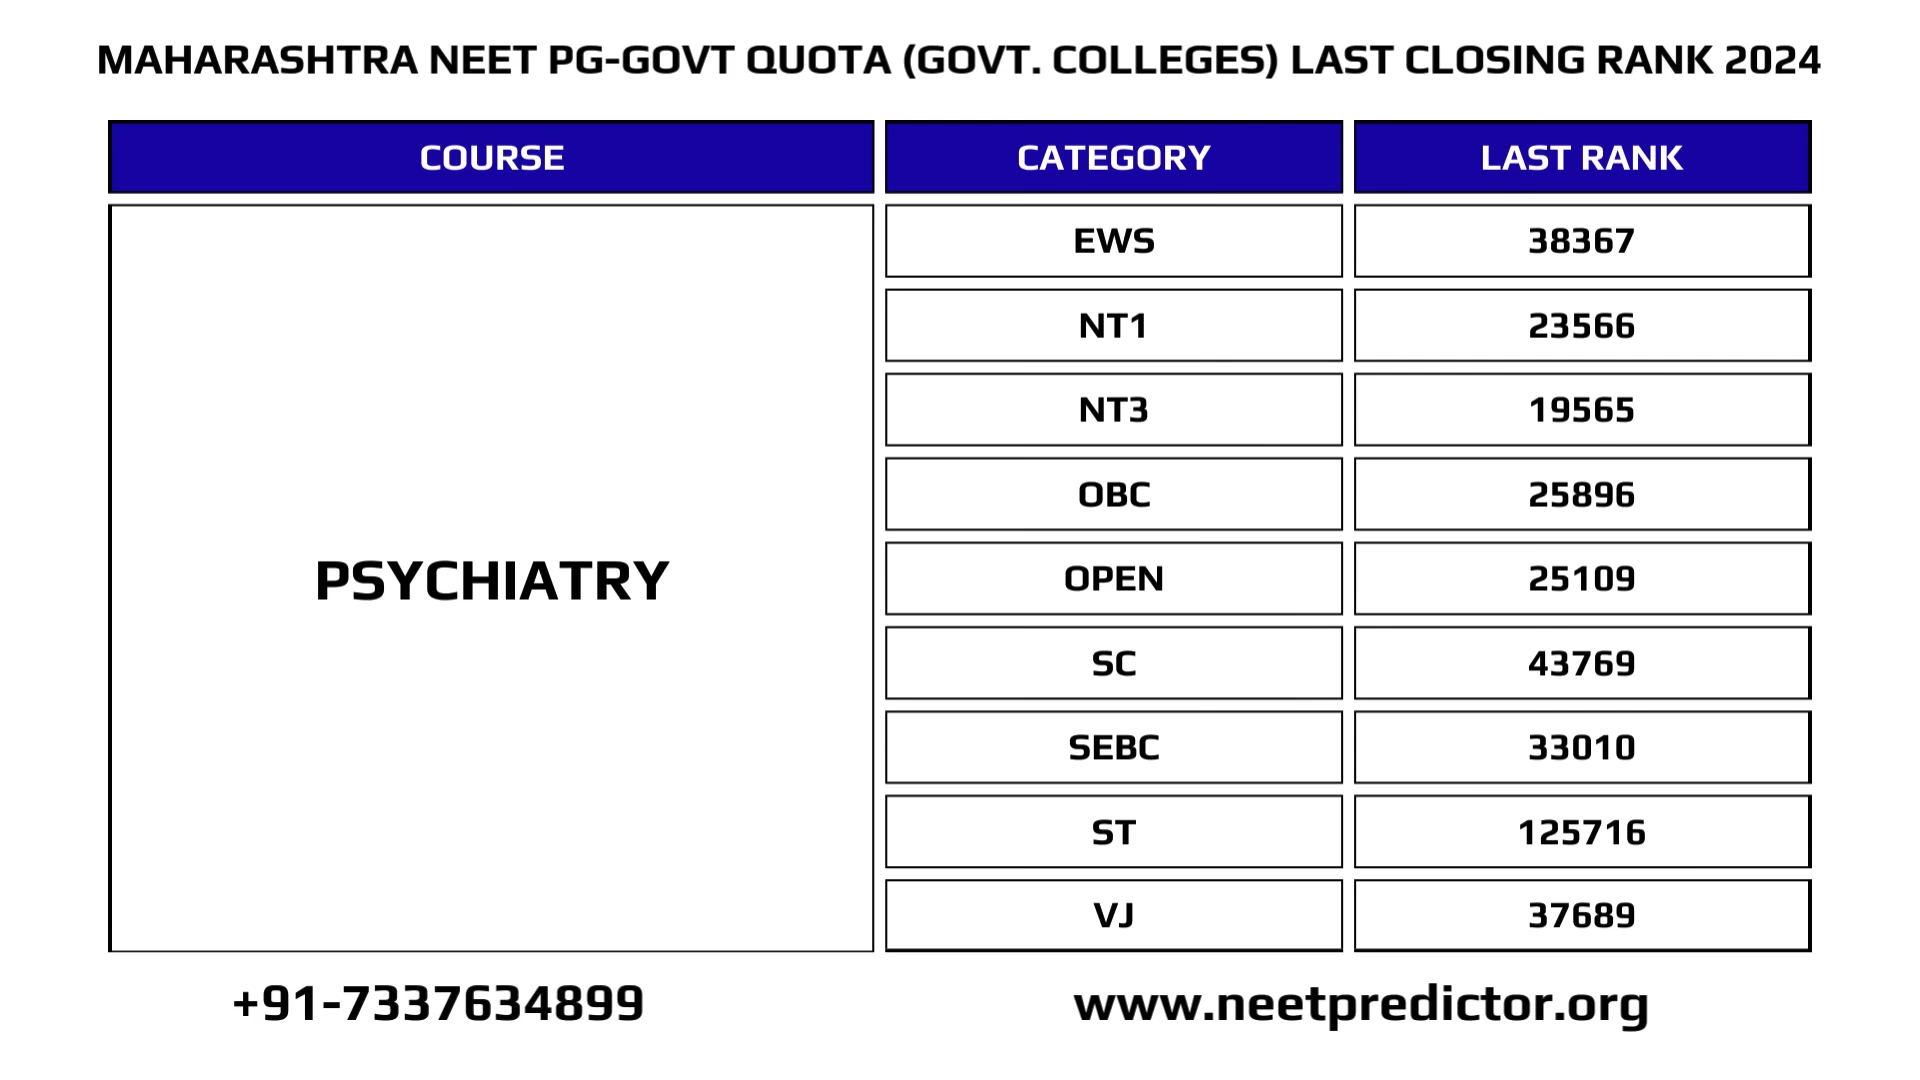 MAHARASHTRA NEET PG-GOVT QUOTA (GOVT. COLLEGES) LAST CLOSING RANK 2024
COURSE CATEGORY LAST RANK
EWS 38367
NT1 23566
NT3 19565
OBC 25896
PSYCHIATRY OPEN 25109
SC 43769
SEBC 33010
ST 125716
VJ 37689
+91-7337634899 www.neetpredictor.org